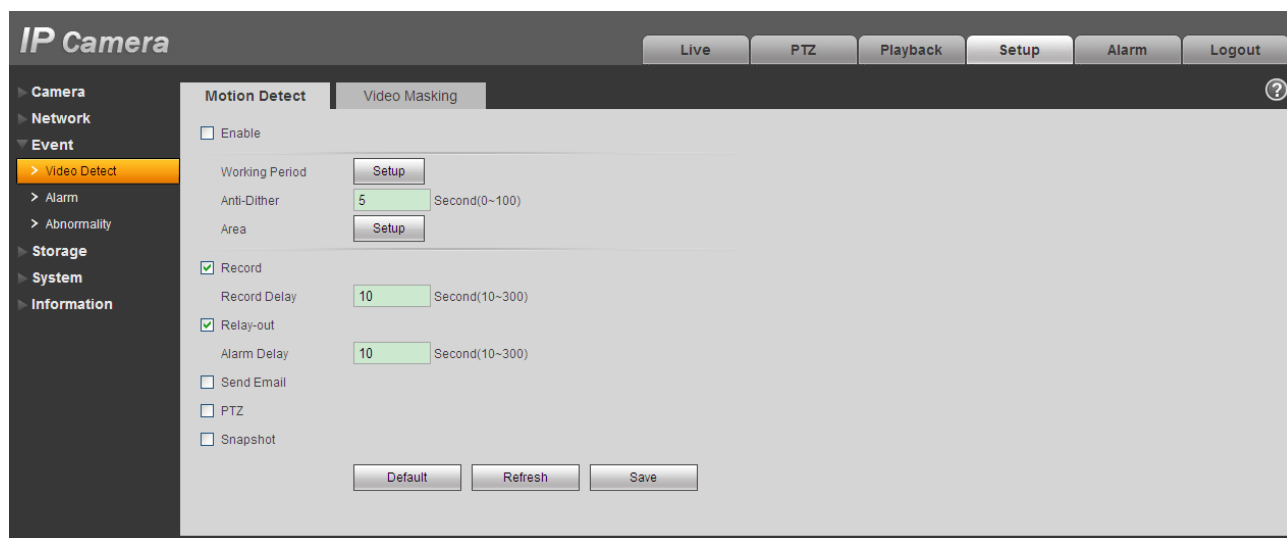 IP Camera
Live PTZ Playback Setup Alarm Logout
Camera
Network
Event
> Video Detect
> Alarm
> Abnormality
Storage
System
Information
Motion Detect Video Masking
?
Enable
Working Period Setup
Anti-Dither 5 Second(0~100)
Area Setup
Record
Record Delay 10 Second(10~300)
Relay-out
Alarm Delay 10 Second(10~300)
Send Email
PTZ
Snapshot
Default Refresh Save